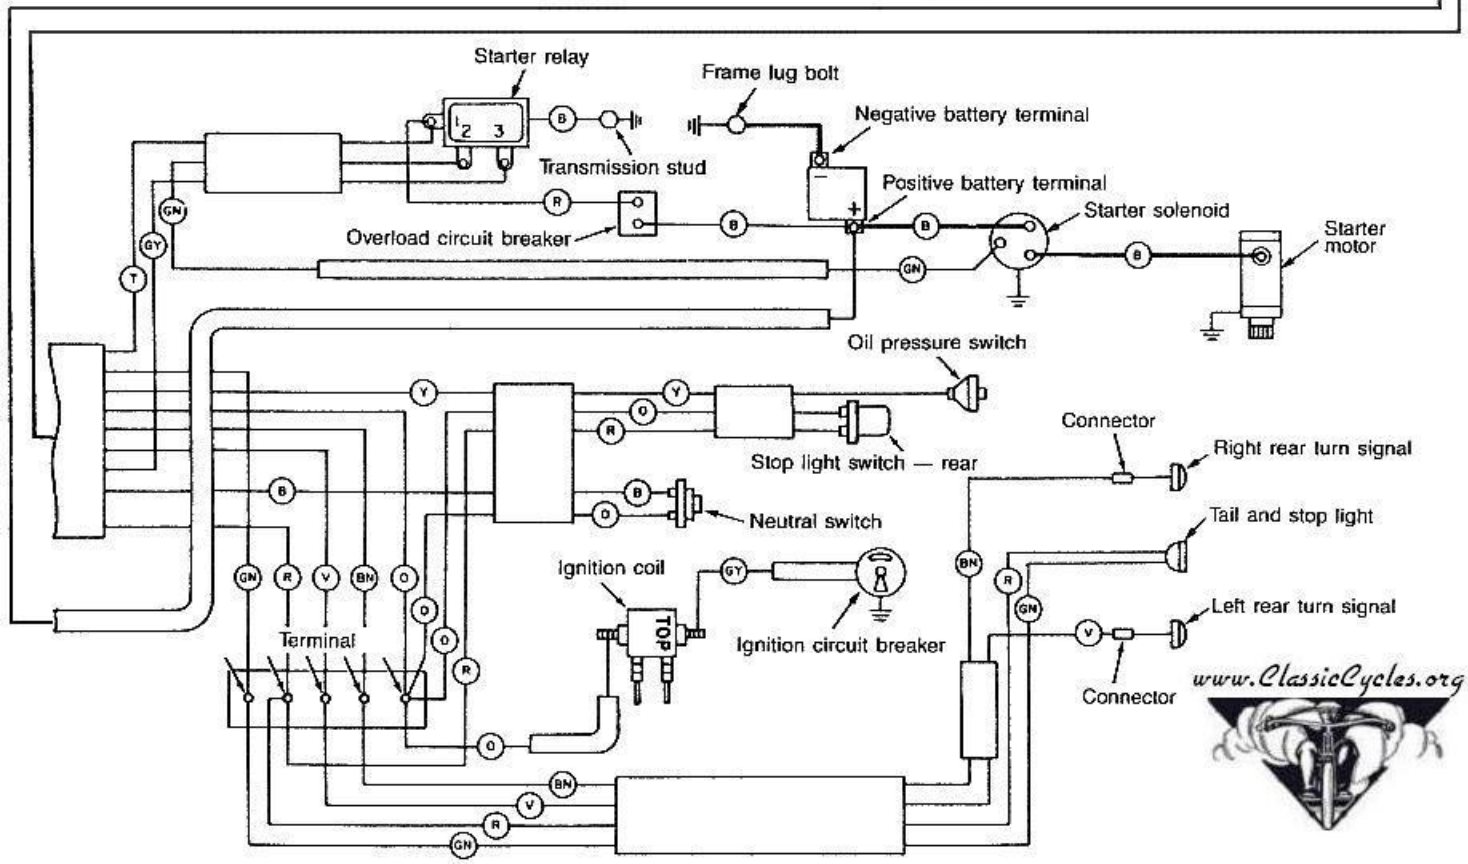 Starter relay
Frame lug bolt
Negative battery terminal
1
2
3
B
Transmission stud
Positive battery terminal
−
+
Starter solenoid
GN
R
B
B
Starter
motor
Overload circuit breaker
GY
B
T
GN
Oil pressure switch
Y
Y
O
R
Connector
Right rear turn signal
Stop light switch — rear
B
B
O
Neutral switch
Tail and stop light
Ignition coil
GN
R
V
BN
O
GY
BN
R
O
GN
Left rear turn signal
Terminal
O
TOP
Ignition circuit breaker
V
R
Connector
www.ClassicCycles.org
O
BN
V
R
GN